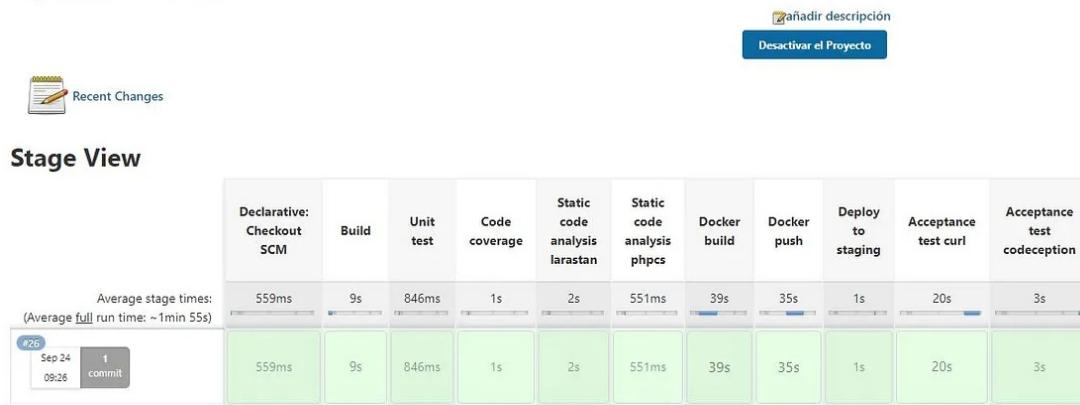 añadir descripción
Desactivar el Proyecto
Recent Changes
Stage View
Declarative:
Checkout
SCM
Build
Unit
test
Code
coverage
Static
code
analysis
larastan
Static
code
analysis
phpcs
Docker
build
Docker
push
Deploy
to
staging
Acceptance
test curl
Acceptance
test
codeception
Average stage times:
(Average full run time: ~1min 55s)
559ms
9s
846ms
1s
2s
551ms
39s
35s
1s
20s
3s
#26
Sep 24
09:26
1
commit
559ms
9s
846ms
1s
2s
551ms
39s
35s
1s
20s
3s